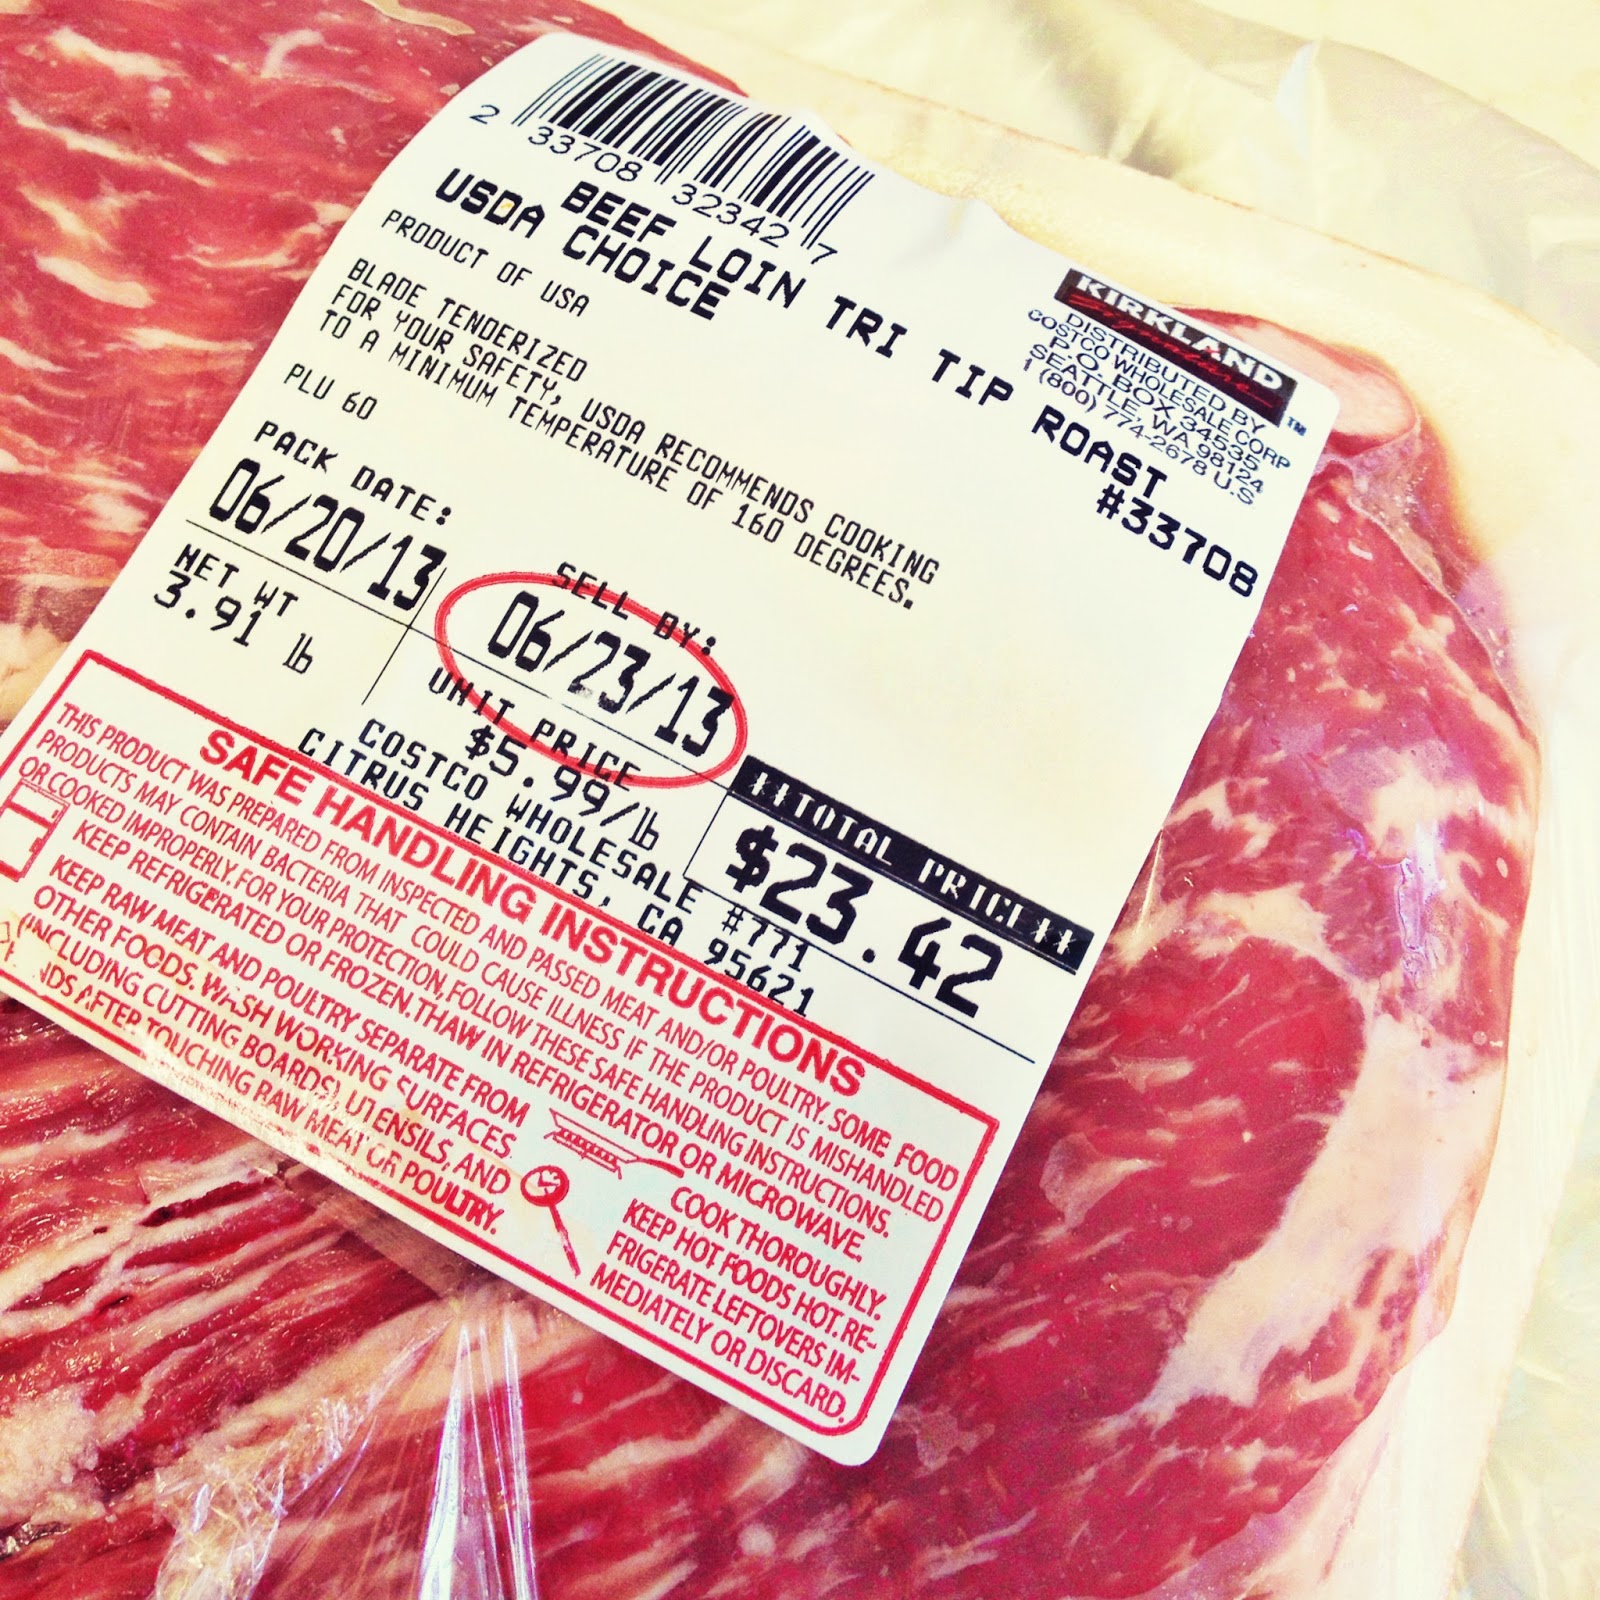 2 33708 32342 7
BEEF LOIN TRI TIP ROAST
USDA CHOICE #33708
PRODUCT OF USA
KIRKLAND
Signature ™
DISTRIBUTED BY
COSTCO WHOLESALE CORP
P.O. BOX 34535
SEATTLE, WA 98124
1 (800) 774-2678 U.S
BLADE TENDERIZED
FOR YOUR SAFETY, USDA RECOMMENDS COOKING
TO A MINIMUM TEMPERATURE OF 160 DEGREES.
PLU 60
PACK DATE:
06/20/13
SELL BY:
06/23/13
NET WT
3.91 lb
UNIT PRICE
$5.99/lb
**TOTAL PRICE**
$23.42
COSTCO WHOLESALE #771
CITRUS HEIGHTS, CA 95621
SAFE HANDLING INSTRUCTIONS
THIS PRODUCT WAS PREPARED FROM INSPECTED AND PASSED MEAT AND/OR POULTRY. SOME FOOD
PRODUCTS MAY CONTAIN BACTERIA THAT COULD CAUSE ILLNESS IF THE PRODUCT IS MISHANDLED
OR COOKED IMPROPERLY. FOR YOUR PROTECTION, FOLLOW THESE SAFE HANDLING INSTRUCTIONS.
KEEP REFRIGERATED OR FROZEN. THAW IN REFRIGERATOR OR MICROWAVE.
KEEP RAW MEAT AND POULTRY SEPARATE FROM
OTHER FOODS. WASH WORKING SURFACES
(INCLUDING CUTTING BOARDS), UTENSILS, AND
AFTER TOUCHING RAW MEAT OR POULTRY.
COOK THOROUGHLY.
KEEP HOT FOODS HOT. RE-
FRIGERATE LEFTOVERS IM-
MEDIATELY OR DISCARD.